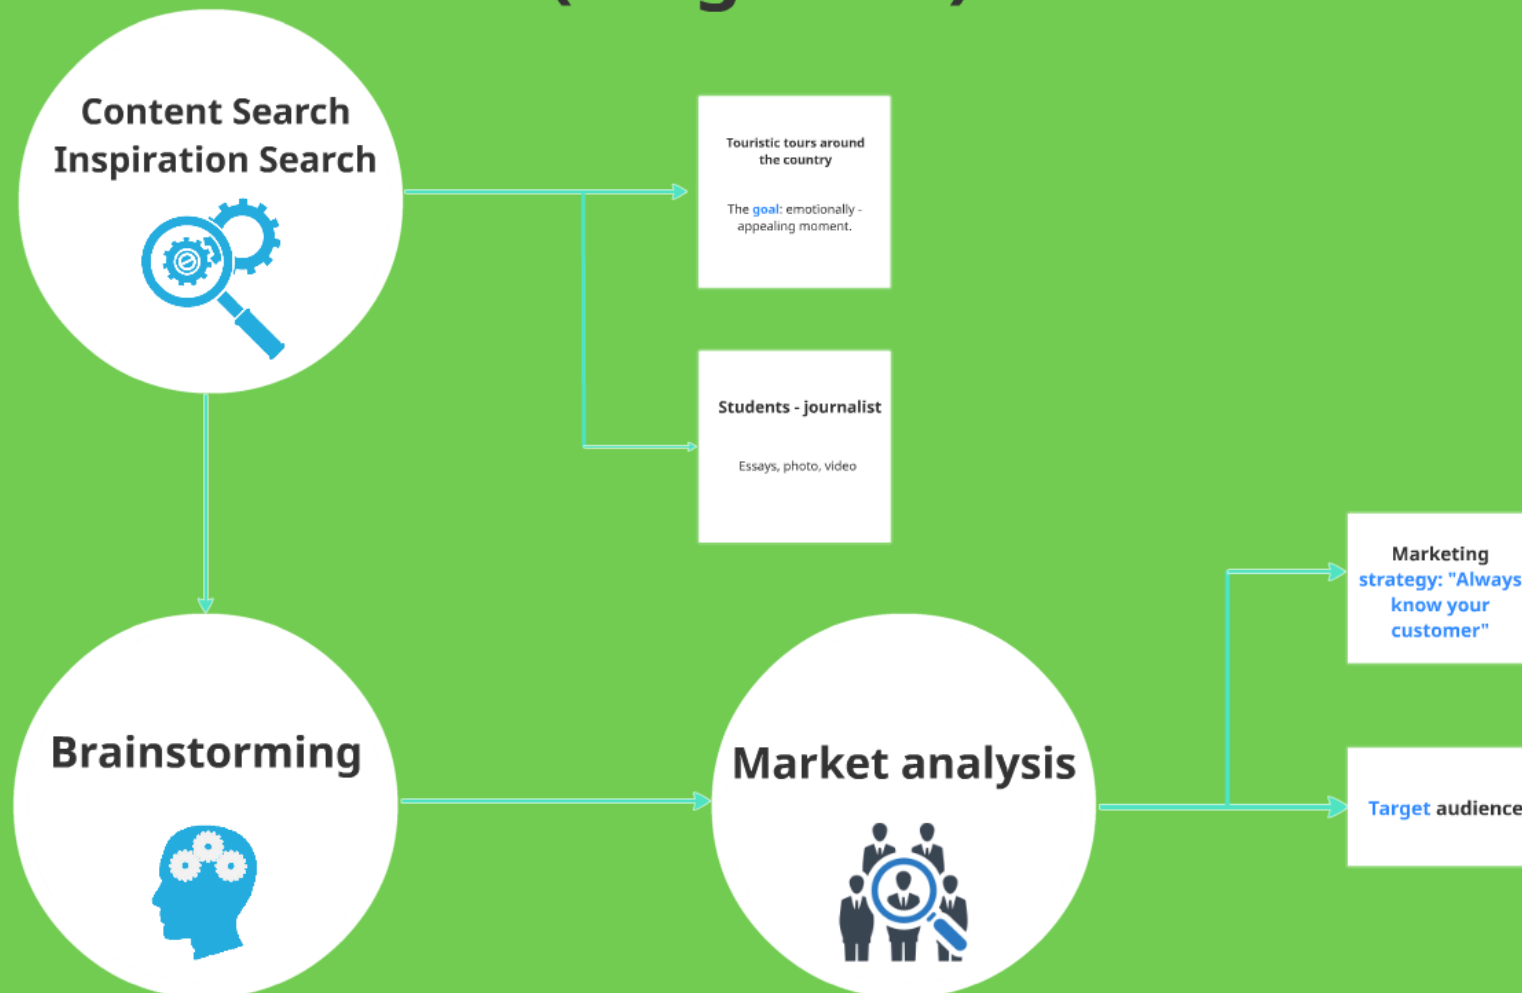 Content Search
Inspiration Search
Touristic tours around
the country
The goal: emotionally -
appealing moment.
Students - journalist
Essays, photo, video
Brainstorming
Market analysis
Marketing
strategy: "Always
know your
customer"
Target audience